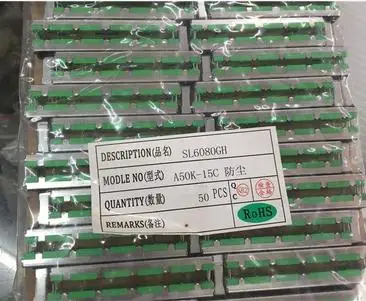 DESCRIPTION(品名) SL6080GH
MODLE NO(型式) A50K-15C 防尘
QUANTITY(数量) 50 PCS QC
REMARKS(备注) RoHS